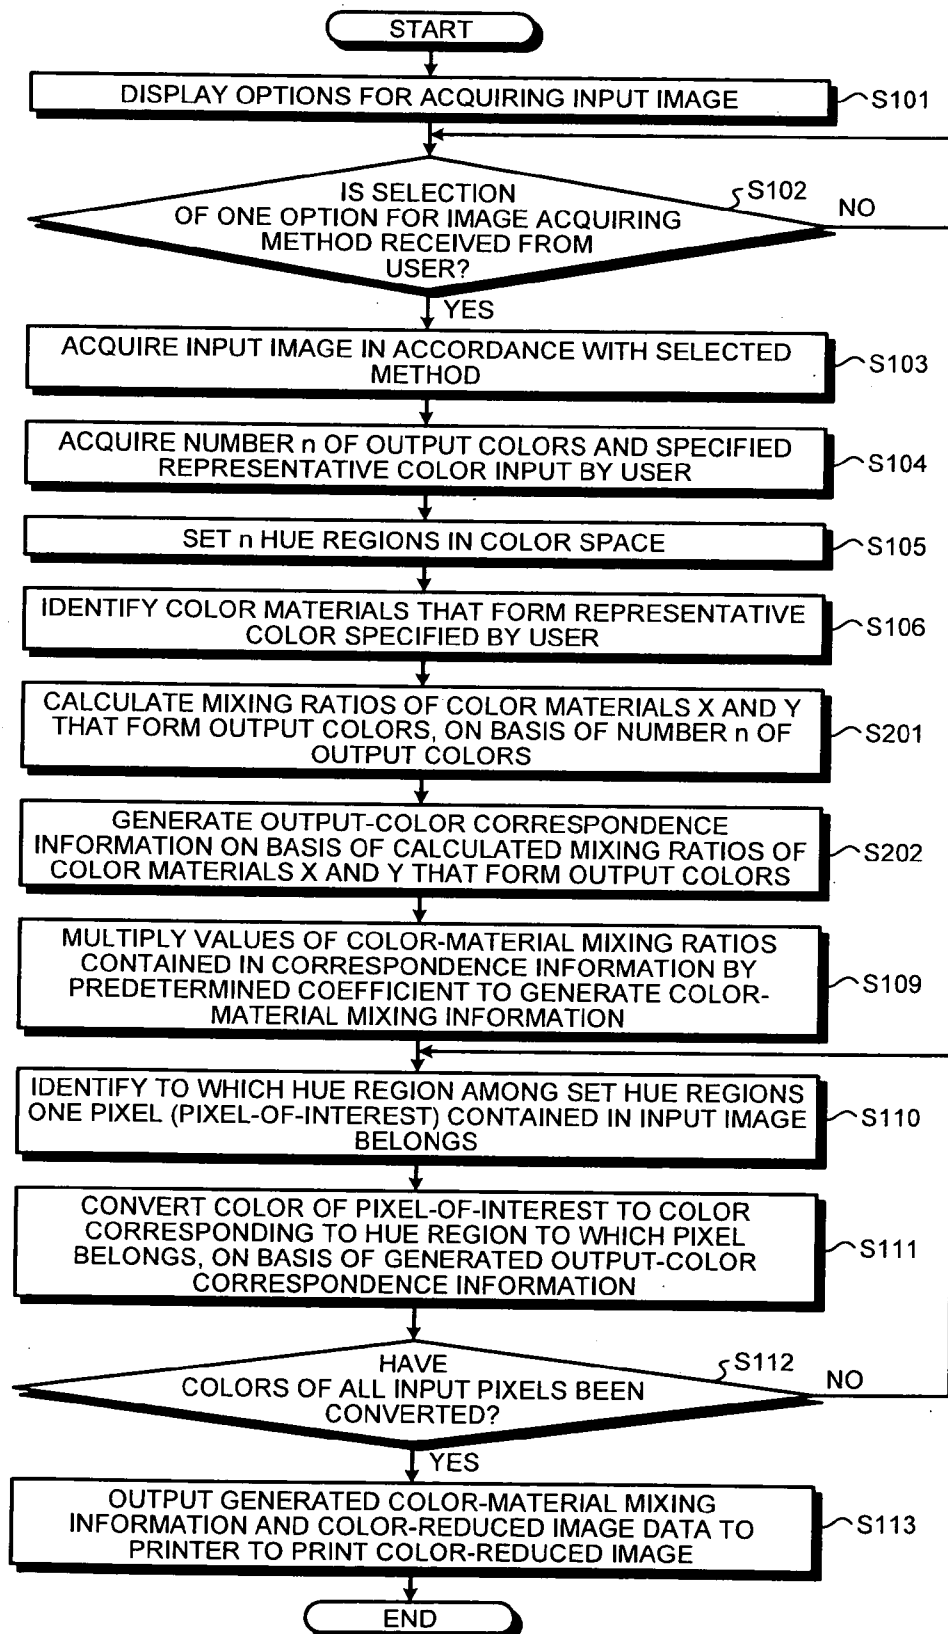 START
DISPLAY OPTIONS FOR ACQUIRING INPUT IMAGE
S101
IS SELECTION
OF ONE OPTION FOR IMAGE ACQUIRING
METHOD RECEIVED FROM
USER?
S102
NO
YES
ACQUIRE INPUT IMAGE IN ACCORDANCE WITH SELECTED
METHOD
S103
ACQUIRE NUMBER n OF OUTPUT COLORS AND SPECIFIED
REPRESENTATIVE COLOR INPUT BY USER
S104
SET n HUE REGIONS IN COLOR SPACE
S105
IDENTIFY COLOR MATERIALS THAT FORM REPRESENTATIVE
COLOR SPECIFIED BY USER
S106
CALCULATE MIXING RATIOS OF COLOR MATERIALS X AND Y
THAT FORM OUTPUT COLORS, ON BASIS OF NUMBER n OF
OUTPUT COLORS
S201
GENERATE OUTPUT-COLOR CORRESPONDENCE
INFORMATION ON BASIS OF CALCULATED MIXING RATIOS OF
COLOR MATERIALS X AND Y THAT FORM OUTPUT COLORS
S202
MULTIPLY VALUES OF COLOR-MATERIAL MIXING RATIOS
CONTAINED IN CORRESPONDENCE INFORMATION BY
PREDETERMINED COEFFICIENT TO GENERATE COLOR-
MATERIAL MIXING INFORMATION
S109
IDENTIFY TO WHICH HUE REGION AMONG SET HUE REGIONS
ONE PIXEL (PIXEL-OF-INTEREST) CONTAINED IN INPUT IMAGE
BELONGS
S110
CONVERT COLOR OF PIXEL-OF-INTEREST TO COLOR
CORRESPONDING TO HUE REGION TO WHICH PIXEL
BELONGS, ON BASIS OF GENERATED OUTPUT-COLOR
CORRESPONDENCE INFORMATION
S111
HAVE
COLORS OF ALL INPUT PIXELS BEEN
CONVERTED?
S112
NO
YES
OUTPUT GENERATED COLOR-MATERIAL MIXING
INFORMATION AND COLOR-REDUCED IMAGE DATA TO
PRINTER TO PRINT COLOR-REDUCED IMAGE
S113
END